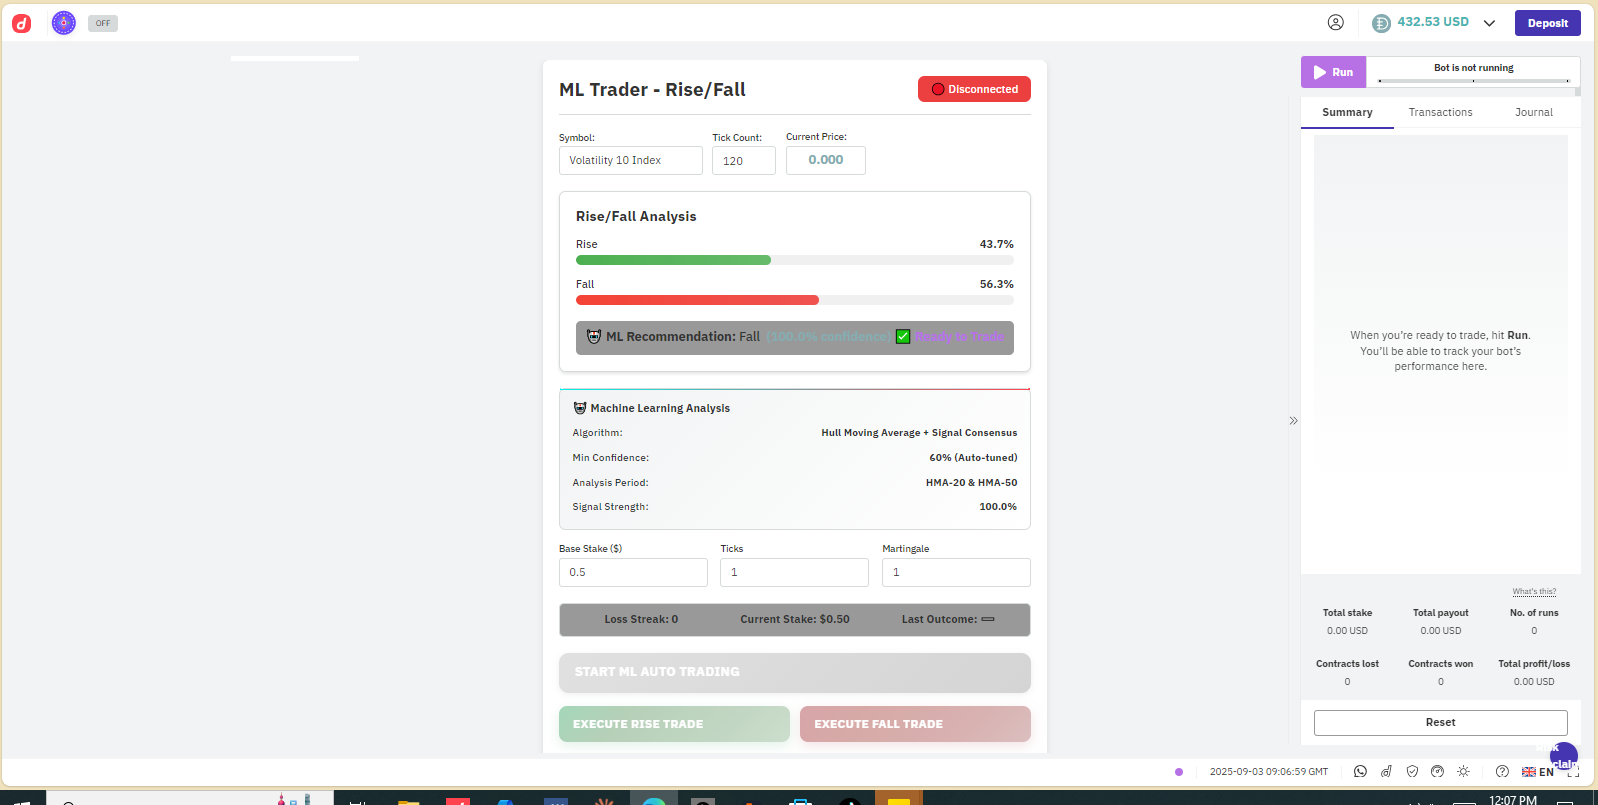 OFF
432.53 USD
Deposit
ML Trader - Rise/Fall
Disconnected
Symbol:
Tick Count:
Current Price:
Volatility 10 Index
120
0.000
Rise/Fall Analysis
Rise
43.7%
Fall
56.3%
ML Recommendation: Fall (100.0% confidence) Ready to Trade
Machine Learning Analysis
Algorithm:
Hull Moving Average + Signal Consensus
Min Confidence:
60% (Auto-tuned)
Analysis Period:
HMA-20 & HMA-50
Signal Strength:
100.0%
Base Stake ($)
Ticks
Martingale
0.5
1
1
Loss Streak: 0
Current Stake: $0.50
Last Outcome: —
START ML AUTO TRADING
EXECUTE RISE TRADE
EXECUTE FALL TRADE
Run
Bot is not running
Summary
Transactions
Journal
When you're ready to trade, hit Run.
You'll be able to track your bot's
performance here.
What's this?
Total stake
Total payout
No. of runs
0.00 USD
0.00 USD
0
Contracts lost
Contracts won
Total profit/loss
0
0
0.00 USD
Reset
2025-09-03 09:06:59 GMT
EN
12:07 PM